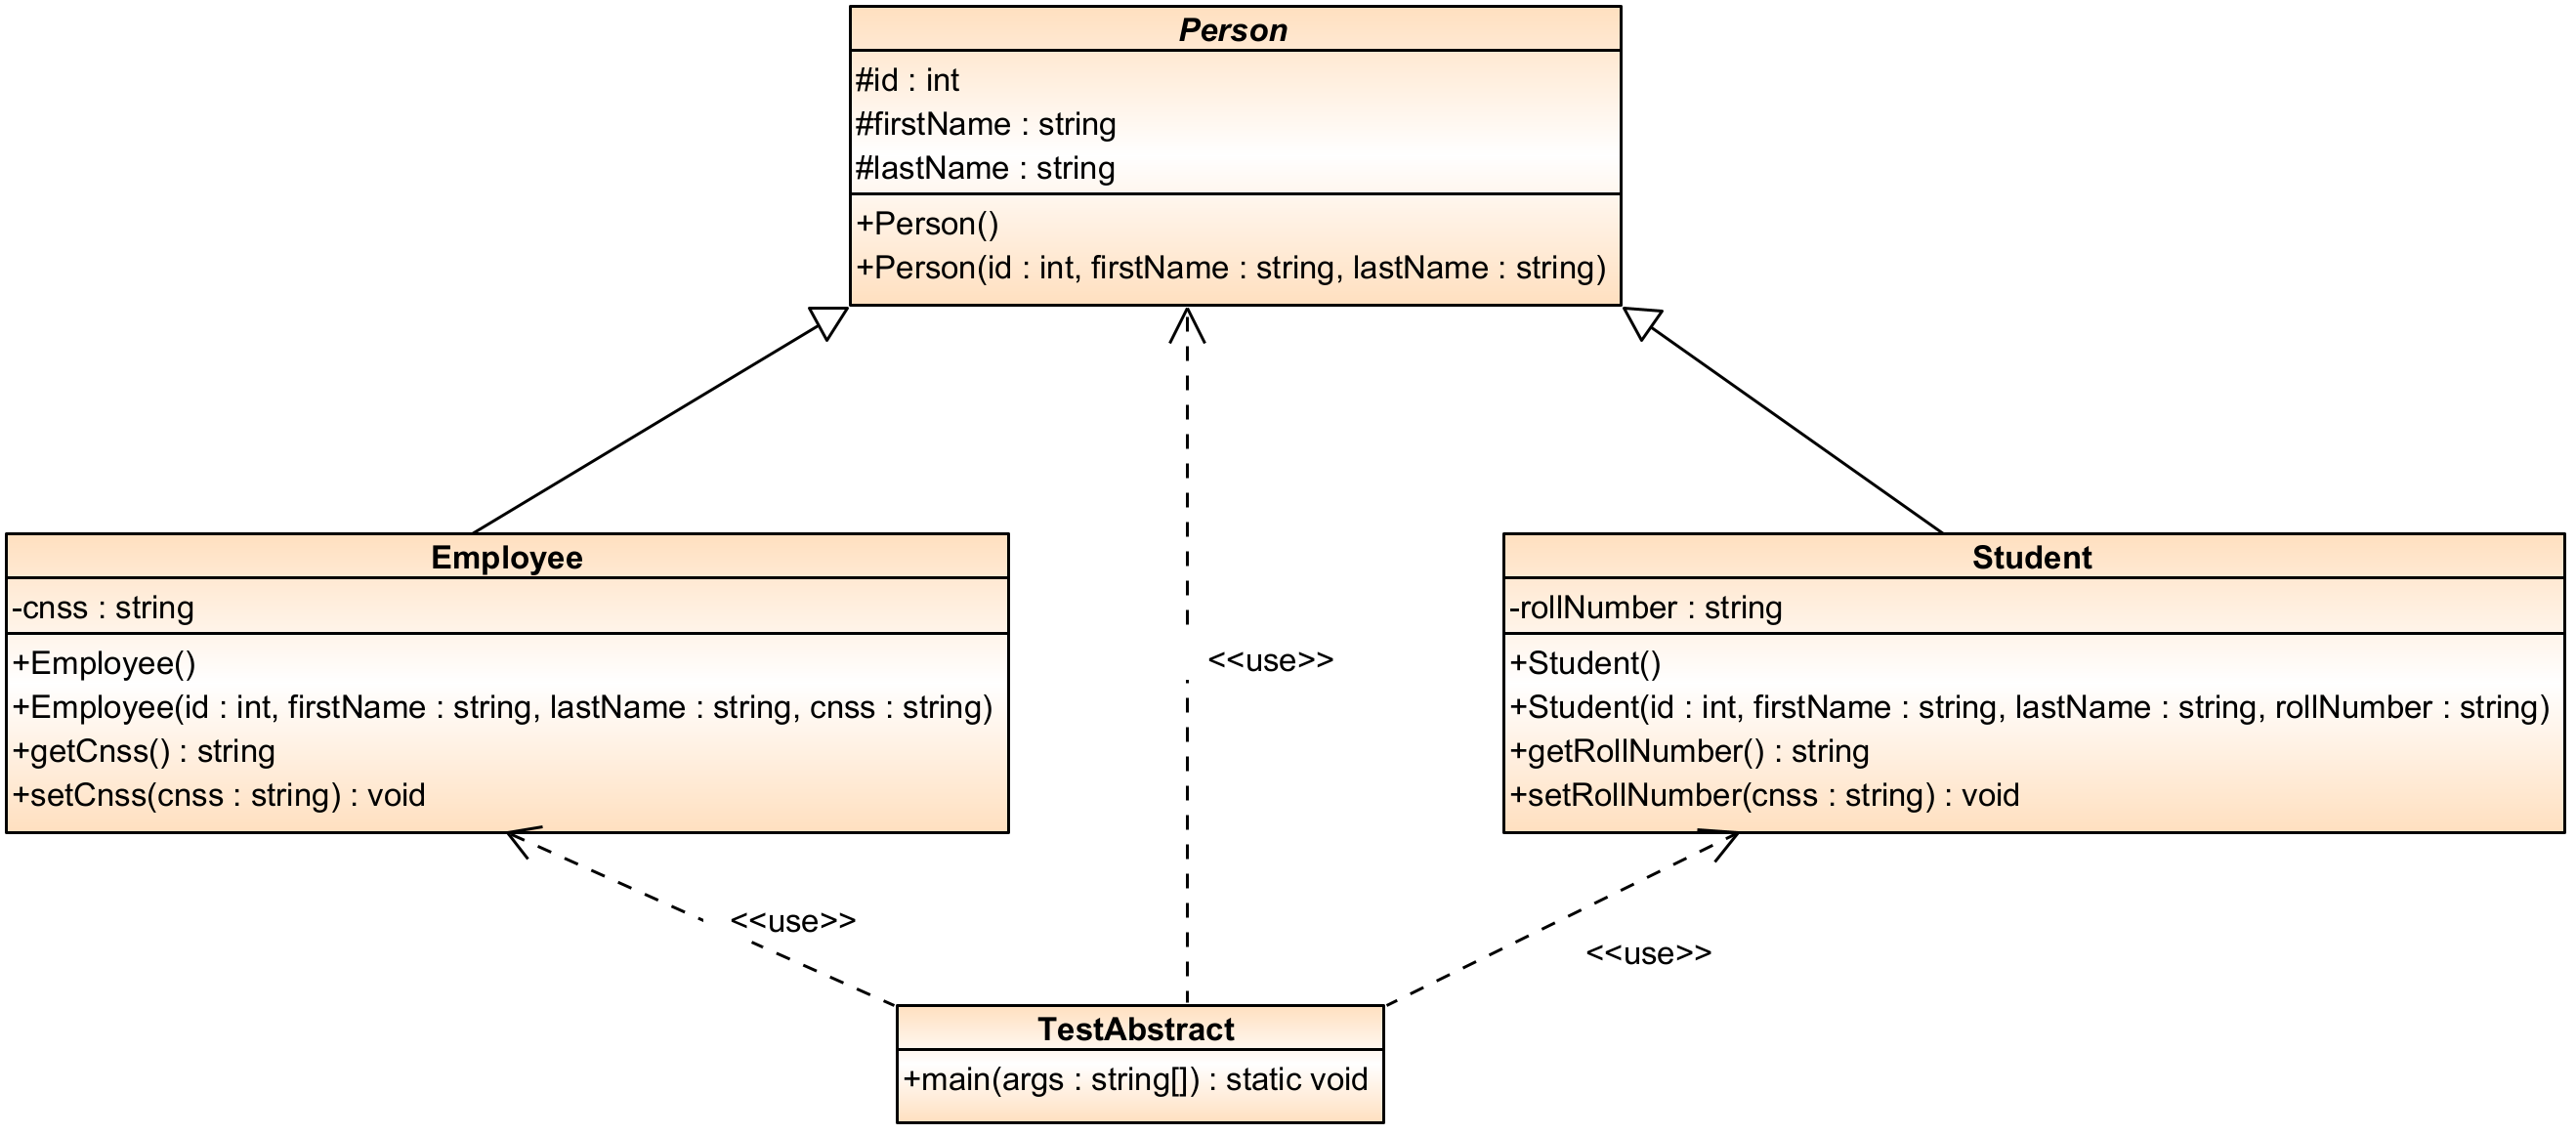 Person
#id : int
#firstName : string
#lastName : string
+Person()
+Person(id : int, firstName : string, lastName : string)
Employee
-cnss : string
+Employee()
+Employee(id : int, firstName : string, lastName : string, cnss : string)
+getCnss() : string
+setCnss(cnss : string) : void
<<use>>
Student
-rollNumber : string
+Student()
+Student(id : int, firstName : string, lastName : string, rollNumber : string)
+getRollNumber() : string
+setRollNumber(cnss : string) : void
<<use>>
<<use>>
TestAbstract
+main(args : string[]) : static void